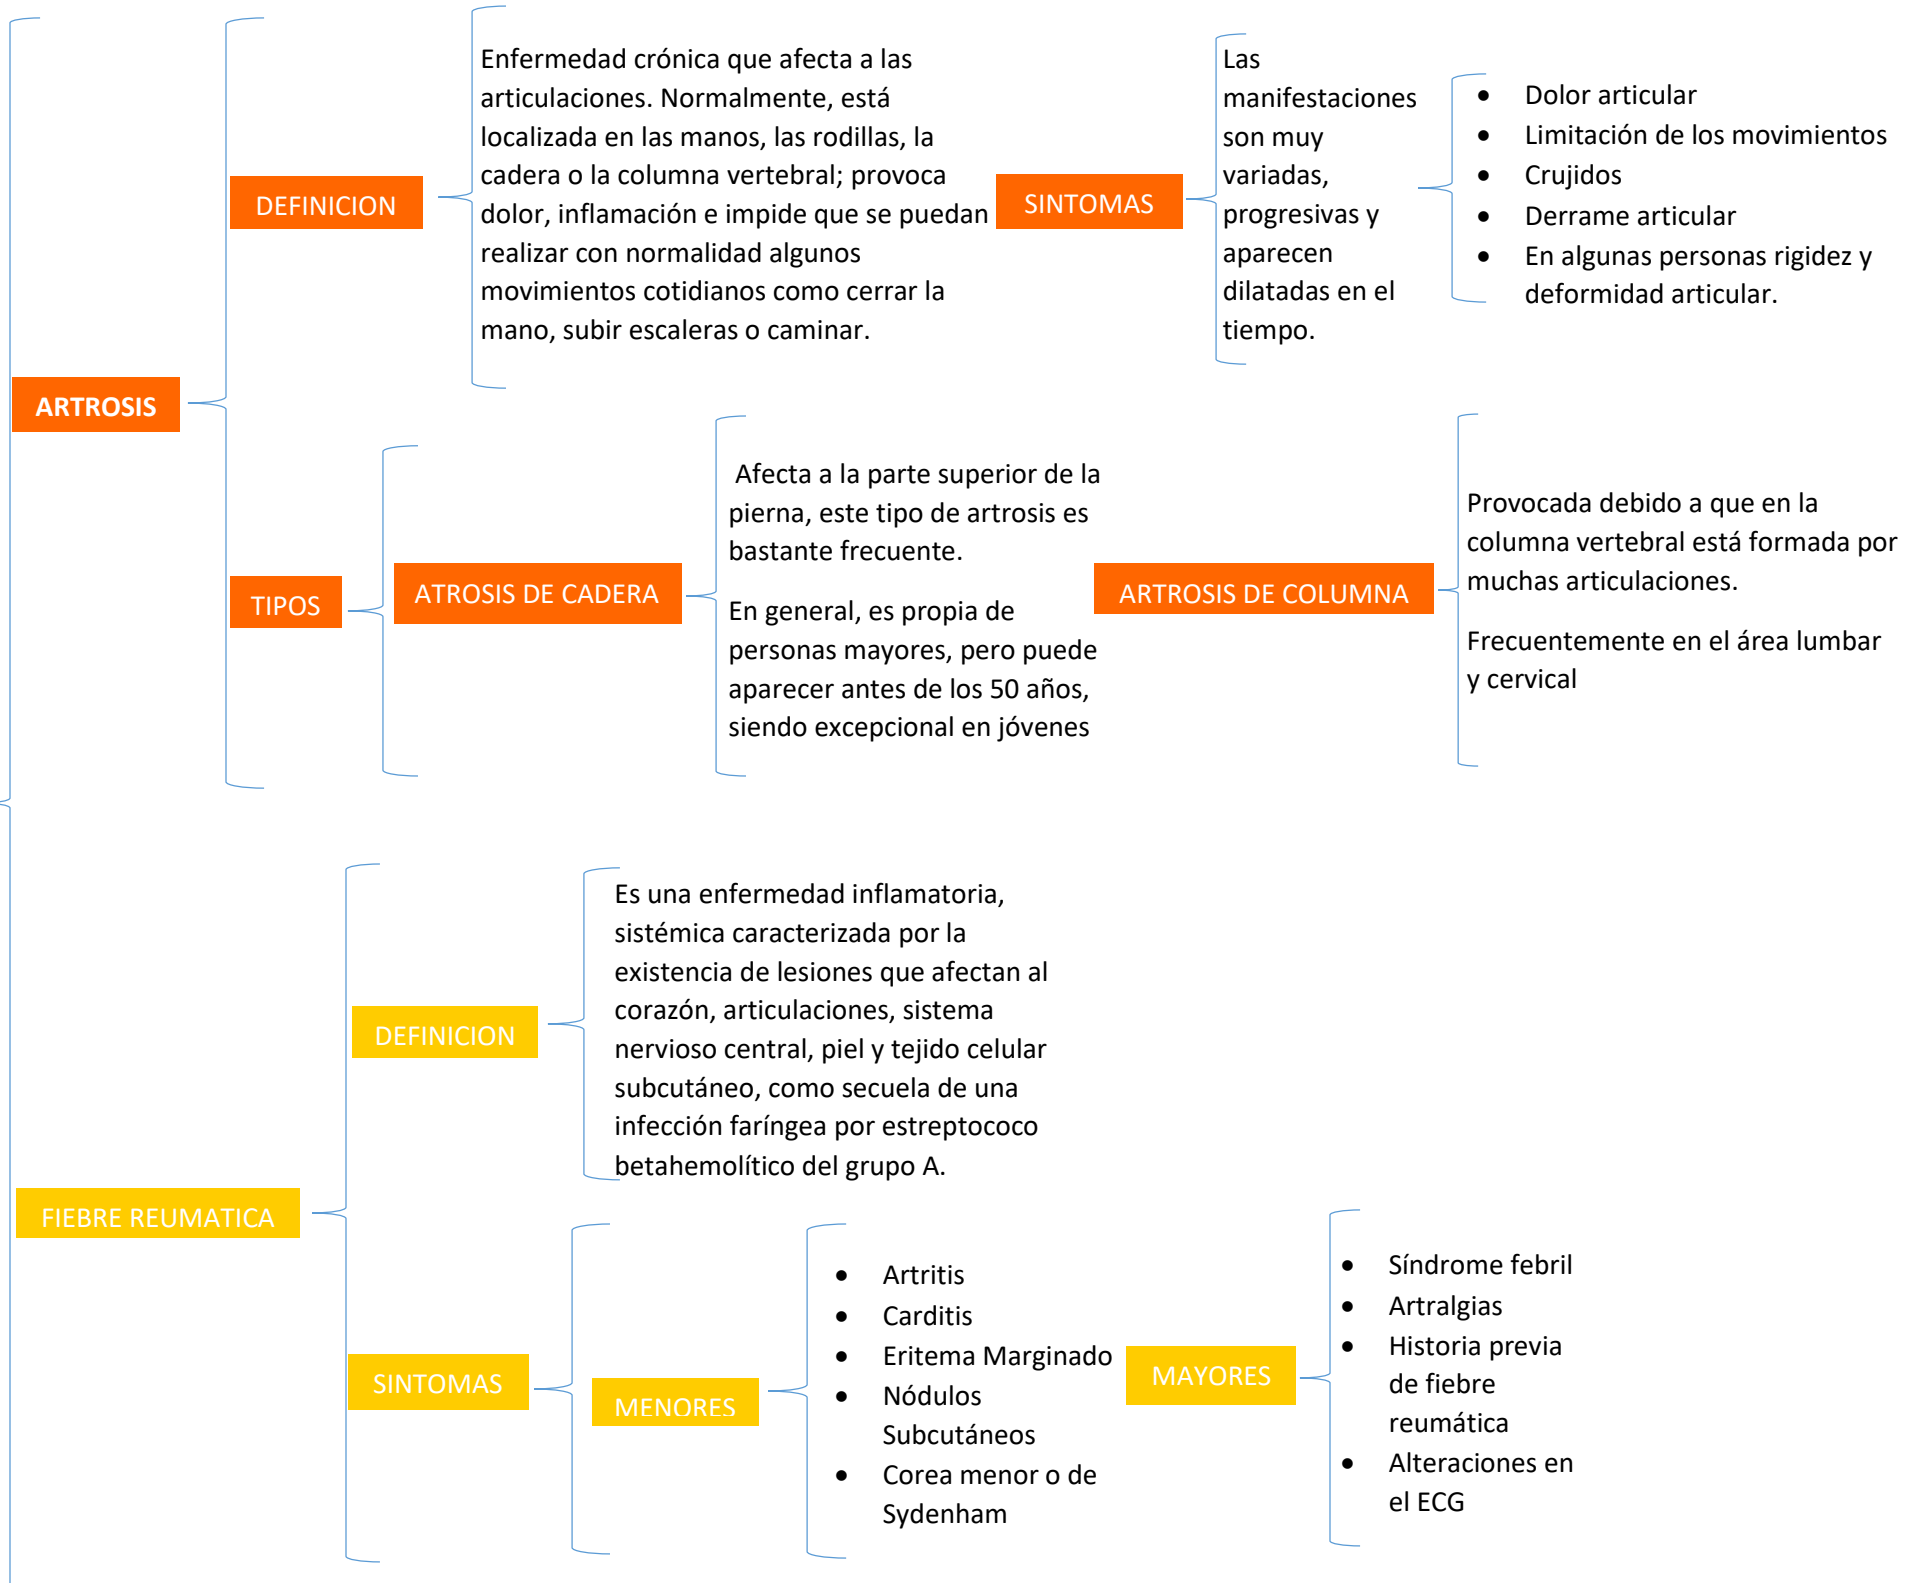 ARTROSIS
DEFINICION
Enfermedad crónica que afecta a las
articulaciones. Normalmente, está
localizada en las manos, las rodillas, la
cadera o la columna vertebral; provoca
dolor, inflamación e impide que se puedan
realizar con normalidad algunos
movimientos cotidianos como cerrar la
mano, subir escaleras o caminar.
SINTOMAS
Las
manifestaciones
son muy
variadas,
progresivas y
aparecen
dilatadas en el
tiempo.
• Dolor articular
• Limitación de los movimientos
• Crujidos
• Derrame articular
• En algunas personas rigidez y
deformidad articular.
TIPOS
ATROSIS DE CADERA
Afecta a la parte superior de la
pierna, este tipo de artrosis es
bastante frecuente.
En general, es propia de
personas mayores, pero puede
aparecer antes de los 50 años,
siendo excepcional en jóvenes
ARTROSIS DE COLUMNA
Provocada debido a que en la
columna vertebral está formada por
muchas articulaciones.
Frecuentemente en el área lumbar
y cervical
FIEBRE REUMATICA
DEFINICION
Es una enfermedad inflamatoria,
sistémica caracterizada por la
existencia de lesiones que afectan al
corazón, articulaciones, sistema
nervioso central, piel y tejido celular
subcutáneo, como secuela de una
infección faríngea por estreptococo
betahemolítico del grupo A.
SINTOMAS
MENORES
• Artritis
• Carditis
• Eritema Marginado
• Nódulos
Subcutáneos
• Corea menor o de
Sydenham
MAYORES
• Síndrome febril
• Artralgias
• Historia previa
de fiebre
reumática
• Alteraciones en
el ECG